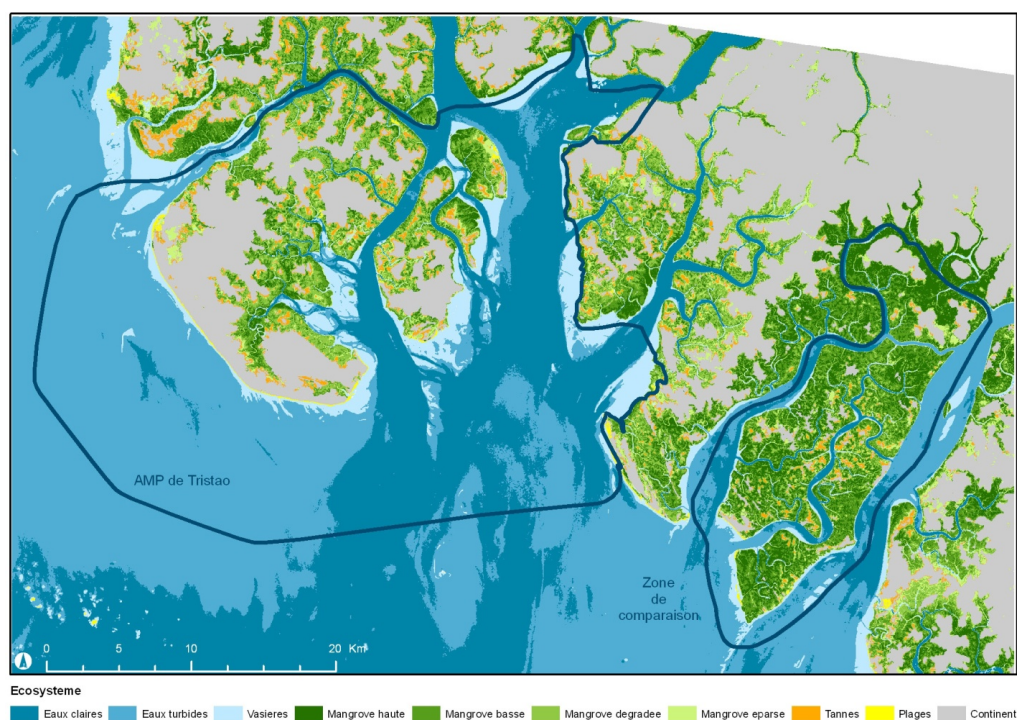 AMP de Tristao
Zone
de
comparaison
0 5 10 20 Km
Ecosysteme
Eaux claires Eaux turbides Vasieres Mangrove haute Mangrove basse Mangrove degradee Mangrove eparse Tannes Plages Continent